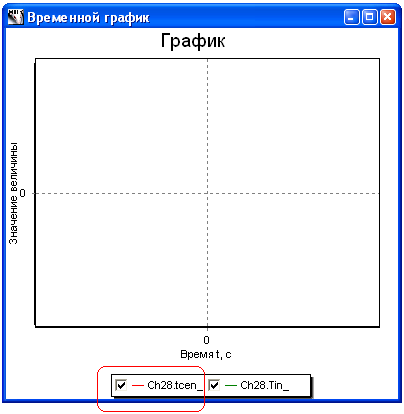 Временной график
График
Значение величины
0
0
Время t, c
Ch28.tcen_ Ch28.Tin_